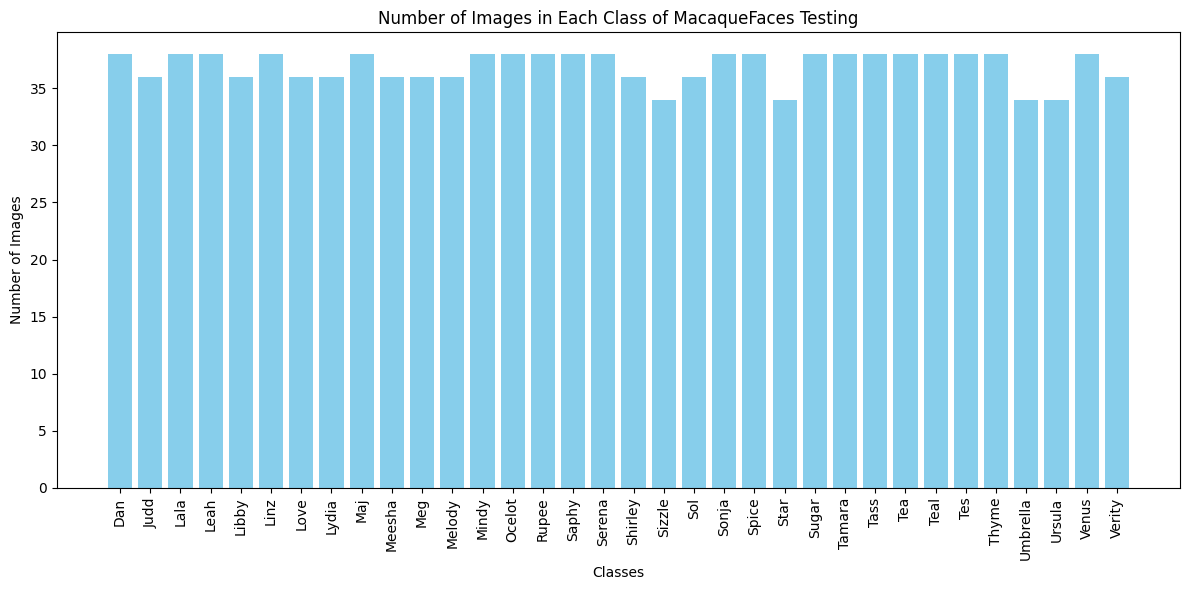 Number of Images in Each Class of MacaqueFaces Testing
Number of Images
35
30
25
20
15
10
5
0
Dan
Judd
Lala
Leah
Libby
Linz
Love
Lydia
Maj
Meesha
Meg
Melody
Mindy
Ocelot
Rupee
Saphy
Serena
Shirley
Sizzle
Sol
Sonja
Spice
Star
Sugar
Tamara
Tass
Tea
Teal
Tes
Thyme
Umbrella
Ursula
Venus
Verity
Classes